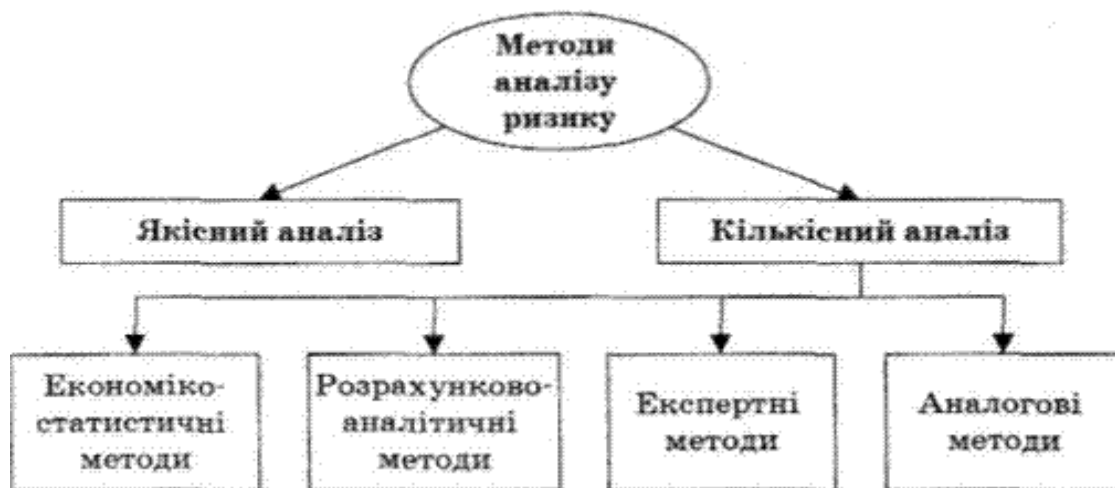 Методи
аналізу
ризику
Якісний аналіз
Кількісний аналіз
Економіко-
статистичні
методи
Розрахунково-
аналітичні
методи
Експертні
методи
Аналогові
методи